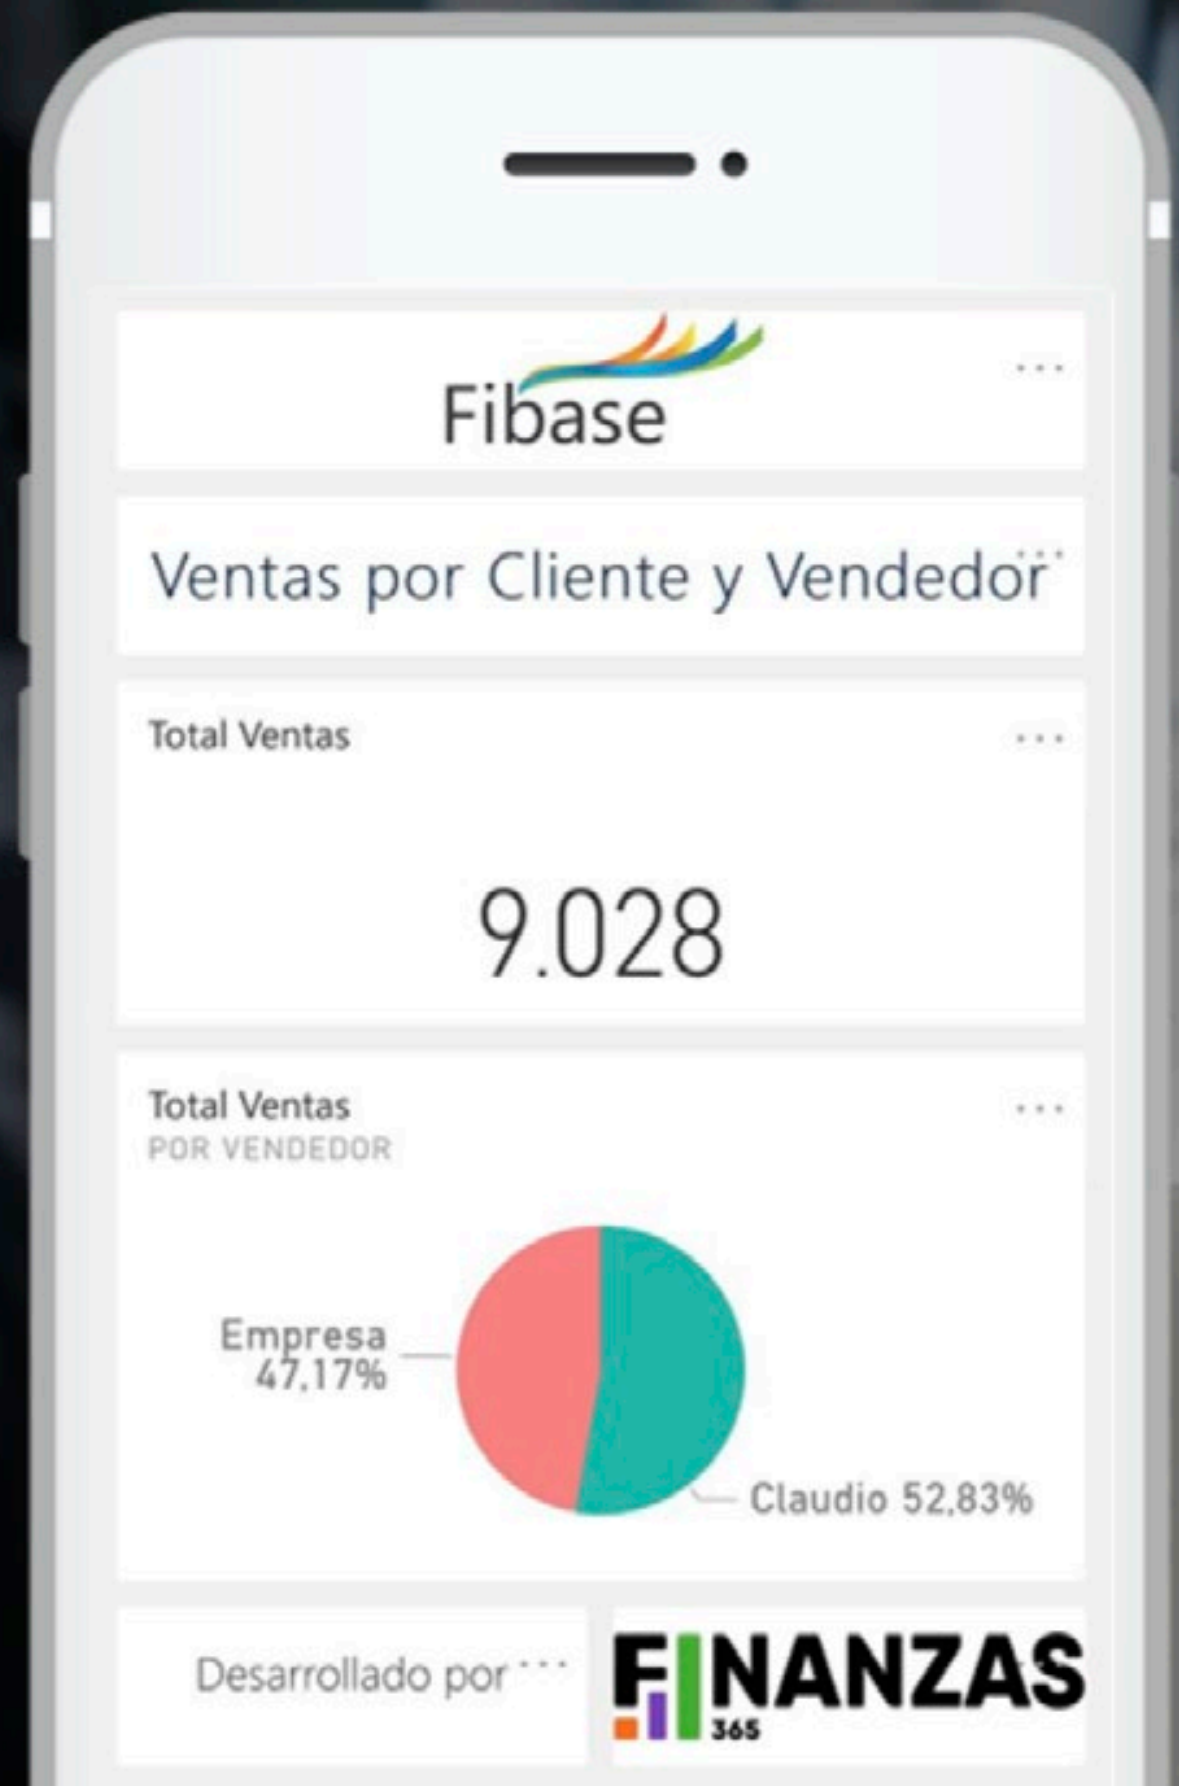 Fibase
Ventas por Cliente y Vendedor
Total Ventas
9.028
Total Ventas
POR VENDEDOR
Empresa
47,17%
Claudio 52,83%
Desarrollado por
FINANZAS
365